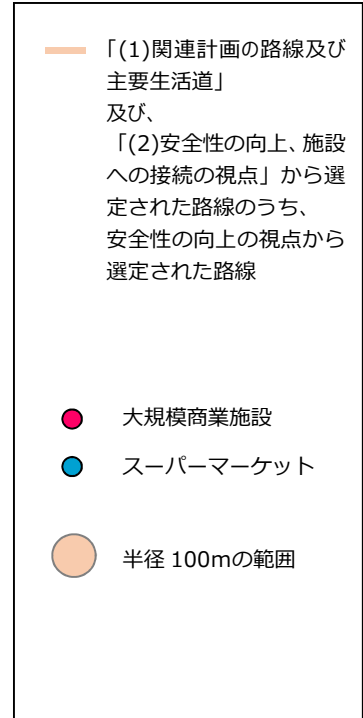 「(1)関連計画の路線及び
主要生活道」
及び、
「(2)安全性の向上、施設
への接続の視点」から選
定された路線のうち、
安全性の向上の視点から
選定された路線
大規模商業施設
スーパーマーケット
半径 100mの範囲